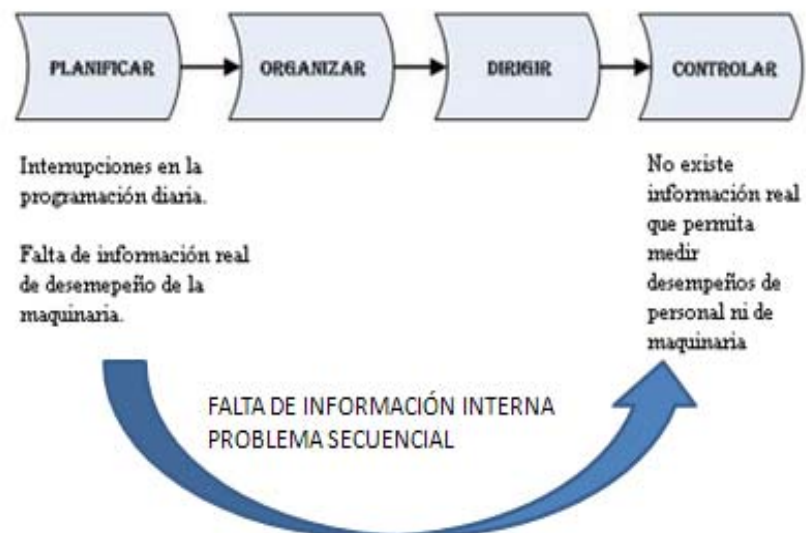 PLANIFICAR
ORGANIZAR
DIRIGIR
CONTROLAR
Interrupciones en la
programación diaria.
Falta de información real
de desemepeño de la
maquinaria.
No existe
información real
que permita
medir
desempeños de
personal ni de
maquinaria
FALTA DE INFORMACIÓN INTERNA
PROBLEMA SECUENCIAL